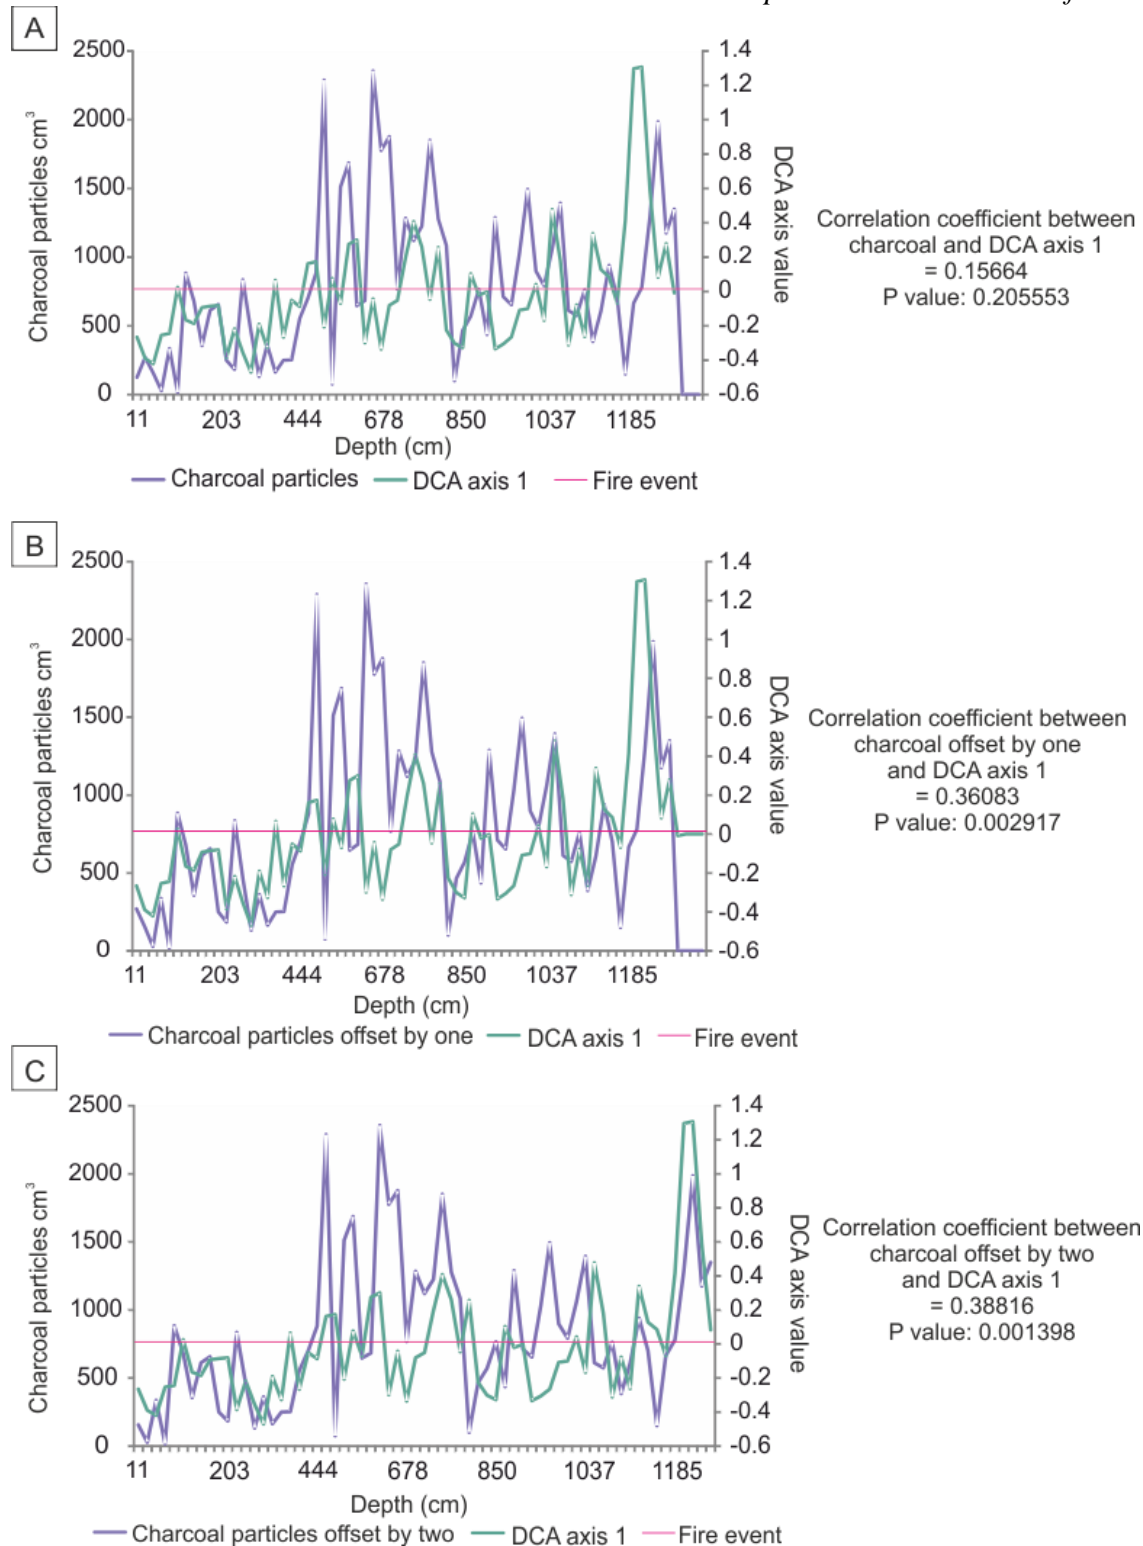 A
2500
2000
1500
1000
500
0
Charcoal particles cm³
1.4
1.2
1
0.8
0.6
0.4
0.2
0
-0.2
-0.4
-0.6
DCA axis value
11 203 444 678 850 1037 1185
Depth (cm)
Charcoal particles DCA axis 1 Fire event
Correlation coefficient between
charcoal and DCA axis 1
= 0.15664
P value: 0.205553
B
2500
2000
1500
1000
500
0
Charcoal particles cm³
1.4
1.2
1
0.8
0.6
0.4
0.2
0
-0.2
-0.4
-0.6
DCA axis value
11 203 444 678 850 1037 1185
Depth (cm)
Charcoal particles offset by one DCA axis 1 Fire event
Correlation coefficient between
charcoal offset by one
and DCA axis 1
= 0.36083
P value: 0.002917
C
2500
2000
1500
1000
500
0
Charcoal particles cm³
1.4
1.2
1
0.8
0.6
0.4
0.2
0
-0.2
-0.4
-0.6
DCA axis value
11 203 444 678 850 1037 1185
Depth (cm)
Charcoal particles offset by two DCA axis 1 Fire event
Correlation coefficient between
charcoal offset by two
and DCA axis 1
= 0.38816
P value: 0.001398